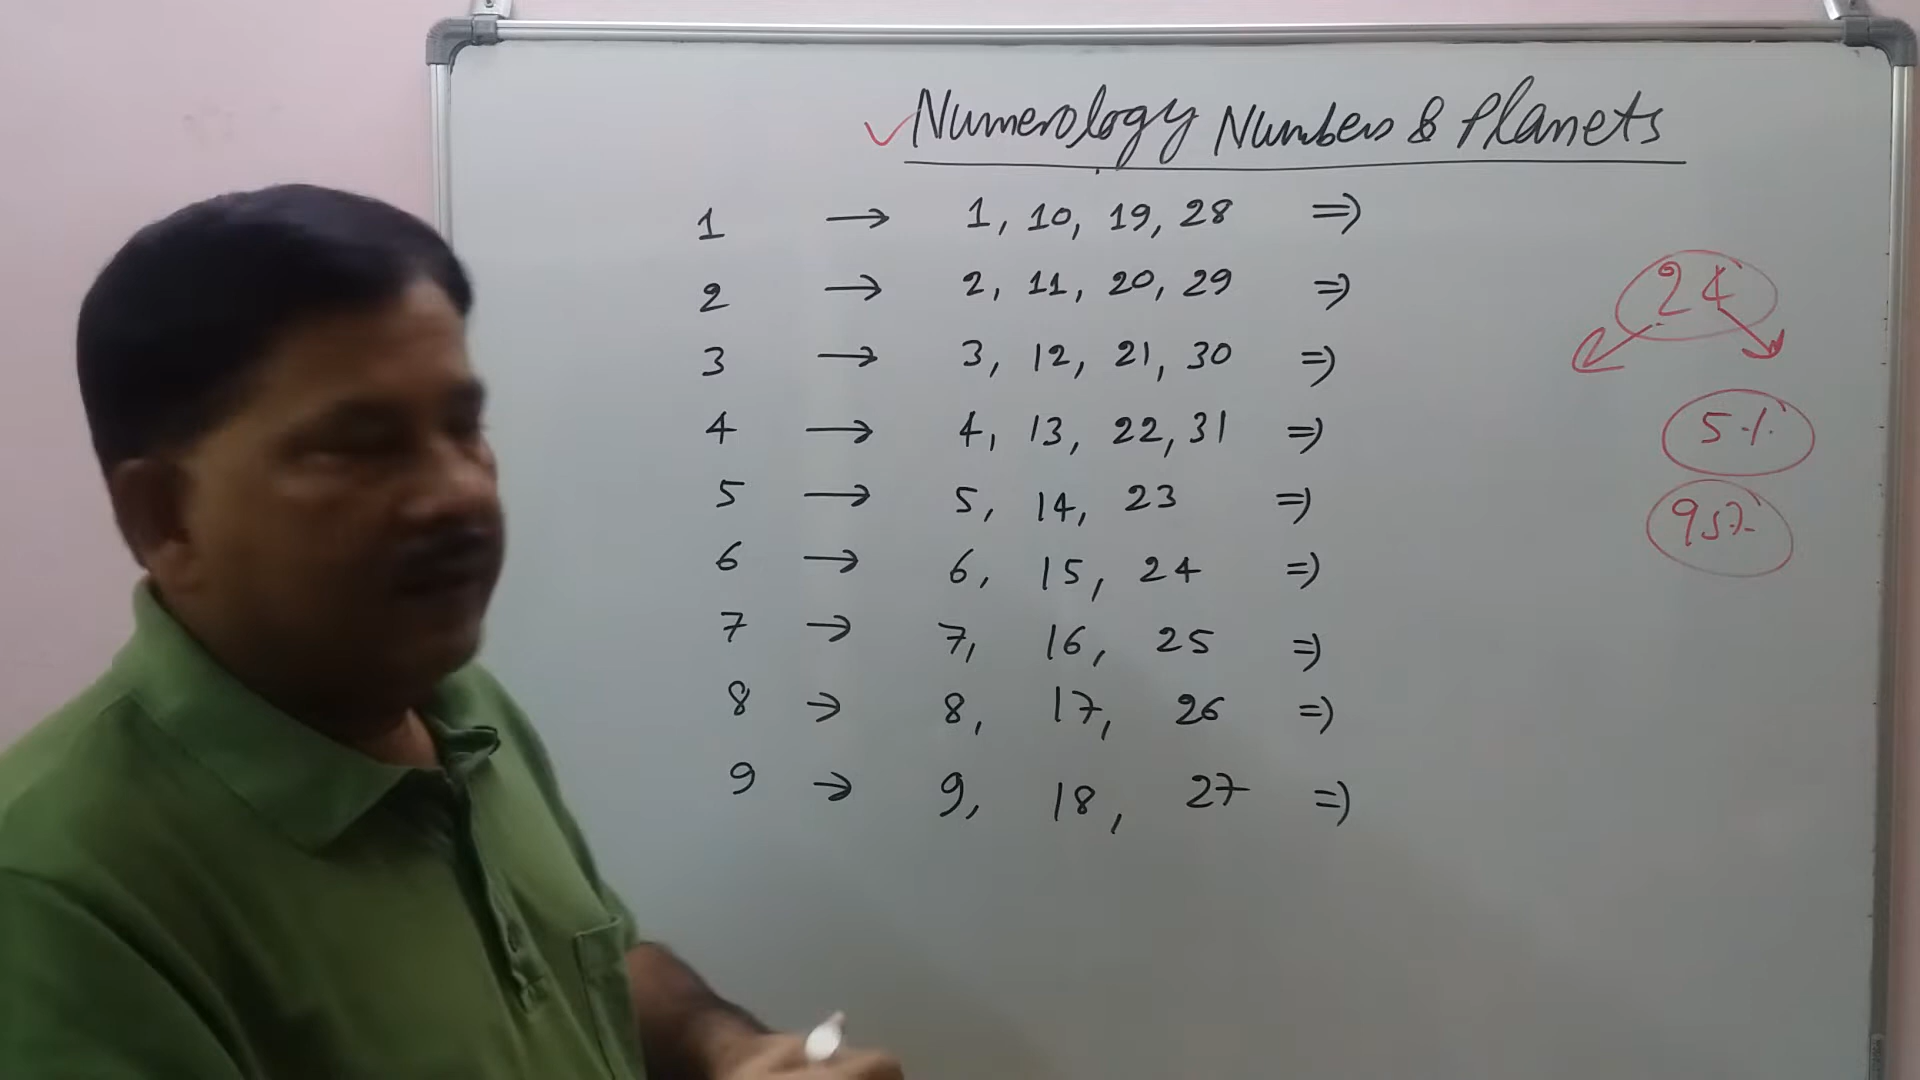 ✓ Numerology Numbers & Planets
1 → 1, 10, 19, 28 ⇒
2 → 2, 11, 20, 29 ⇒
3 → 3, 12, 21, 30 ⇒
4 → 4, 13, 22, 31 ⇒
5 → 5, 14, 23 ⇒
6 → 6, 15, 24 ⇒
7 → 7, 16, 25 ⇒
8 → 8, 17, 26 ⇒
9 → 9, 18, 27 ⇒
24
5%
95%